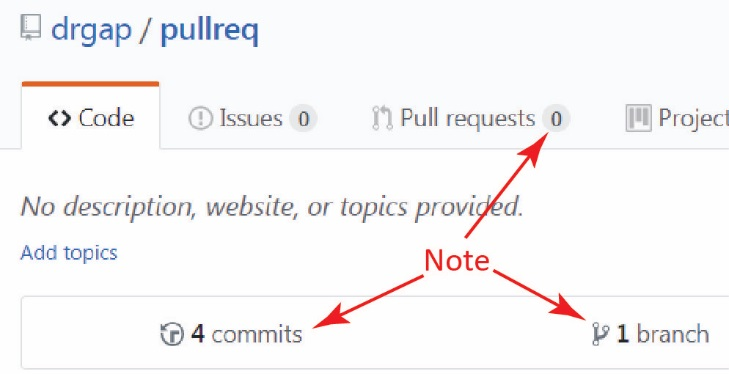 drgap / pullreq
<> Code Issues 0 Pull requests 0 Project
No description, website, or topics provided.
Add topics
Note
4 commits 1 branch